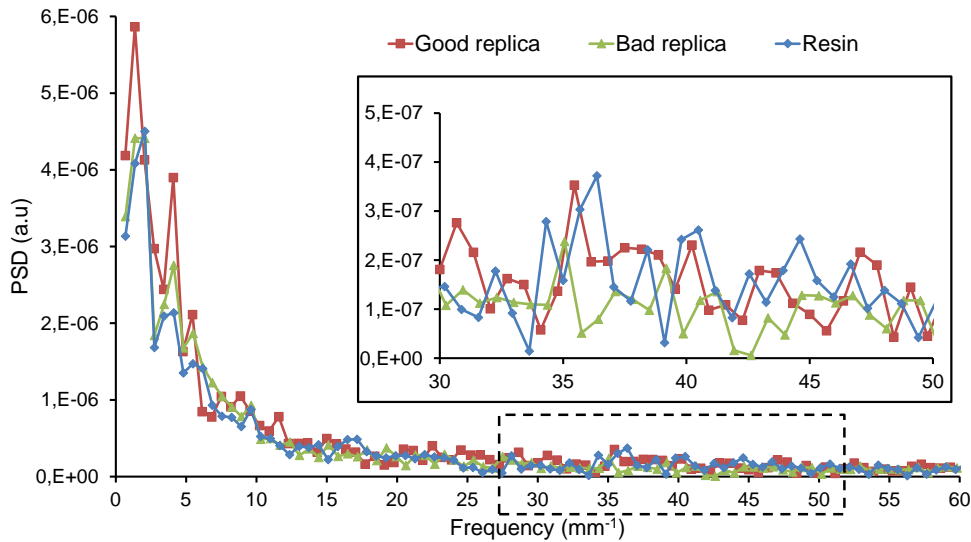 6,E-06
Good replica Bad replica Resin
5,E-06
4,E-06
3,E-06
2,E-06
1,E-06
0,E+00
PSD (a.u)
5,E-07
4,E-07
3,E-07
2,E-07
1,E-07
0,E+00
30 35 40 45 50
0 5 10 15 20 25 30 35 40 45 50 55 60
Frequency (mm⁻¹)